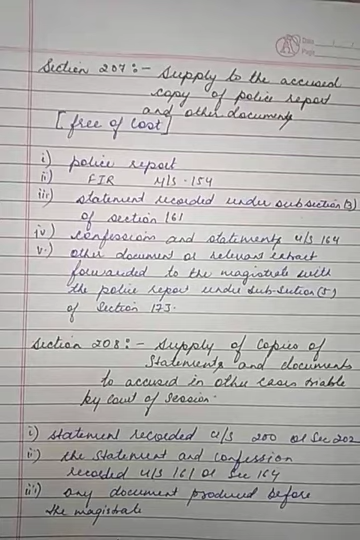 Date
Page
Section 207:- Supply to the accused
copy of police report
and other documents
[free of cost]
i) police report
ii) FIR U/S-154
iii) statement recorded under subsection (3)
of section 161
iv) confession and statements u/s 164
v.) other document or relevant extract
forwarded to the magistrate with
the police report under sub-section (5)
of Section 173.
Section 208:- Supply of copies of
Statements and documents
to accused in other cases triable
by court of session.
i) statement recorded u/s 200 or Sec 202
ii) the Statement and confession
recorded u/s 161 or Sec 164
iii) any document produced before
the magistrate